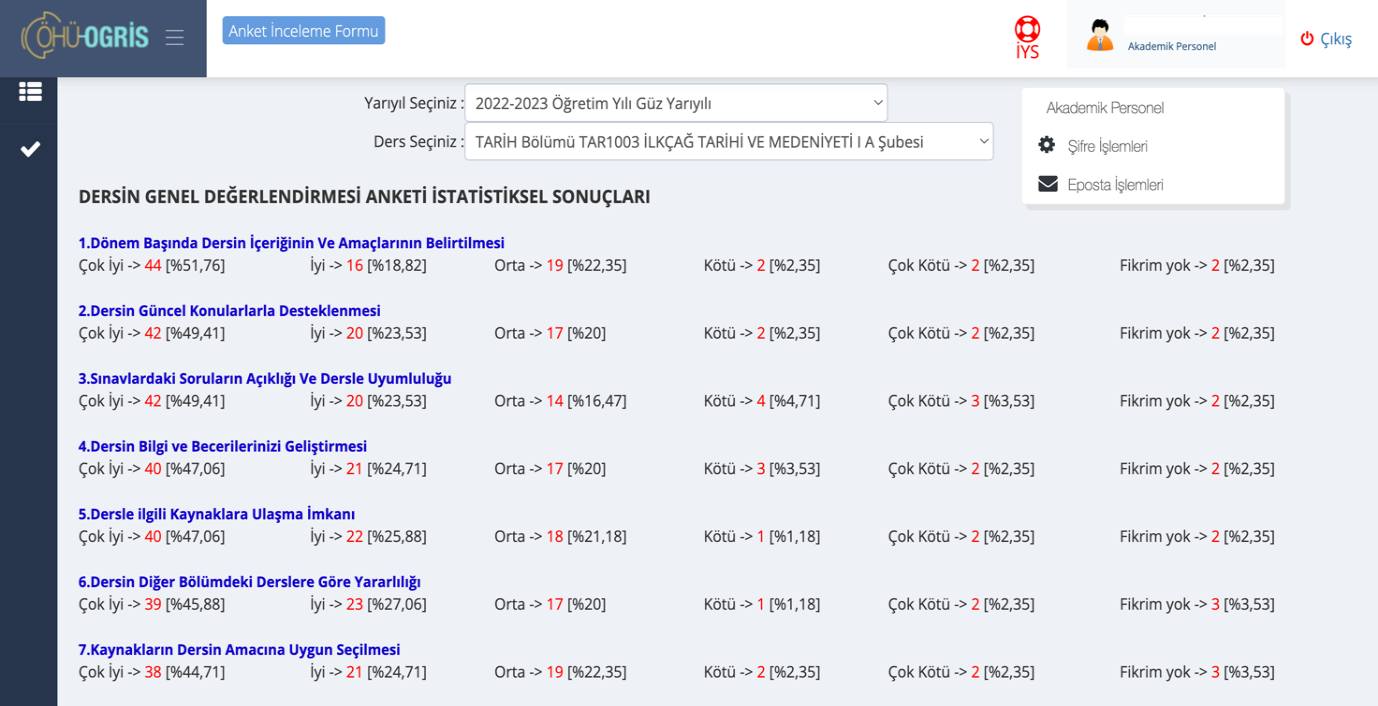 ÖHÜ-OGRİS
Anket İnceleme Formu
İYS
Akademik Personel
Çıkış
Yarıyıl Seçiniz : 2022-2023 Öğretim Yılı Güz Yarıyılı
Ders Seçiniz : TARİH Bölümü TAR1003 İLKÇAĞ TARİHİ VE MEDENİYETİ I A Şubesi
Akademik Personel
Şifre İşlemleri
Eposta İşlemleri
DERSİN GENEL DEĞERLENDİRMESİ ANKETİ İSTATİSTİKSEL SONUÇLARI
1.Dönem Başında Dersin İçeriğinin Ve Amaçlarının Belirtilmesi
Çok İyi -> 44 [%51,76] İyi -> 16 [%18,82] Orta -> 19 [%22,35] Kötü -> 2 [%2,35] Çok Kötü -> 2 [%2,35] Fikrim yok -> 2 [%2,35]
2.Dersin Güncel Konularlarla Desteklenmesi
Çok İyi -> 42 [%49,41] İyi -> 20 [%23,53] Orta -> 17 [%20] Kötü -> 2 [%2,35] Çok Kötü -> 2 [%2,35] Fikrim yok -> 2 [%2,35]
3.Sınavlardaki Soruların Açıklığı Ve Dersle Uyumluluğu
Çok İyi -> 42 [%49,41] İyi -> 20 [%23,53] Orta -> 14 [%16,47] Kötü -> 4 [%4,71] Çok Kötü -> 3 [%3,53] Fikrim yok -> 2 [%2,35]
4.Dersin Bilgi ve Becerilerinizi Geliştirmesi
Çok İyi -> 40 [%47,06] İyi -> 21 [%24,71] Orta -> 17 [%20] Kötü -> 3 [%3,53] Çok Kötü -> 2 [%2,35] Fikrim yok -> 2 [%2,35]
5.Dersle ilgili Kaynaklara Ulaşma İmkanı
Çok İyi -> 40 [%47,06] İyi -> 22 [%25,88] Orta -> 18 [%21,18] Kötü -> 1 [%1,18] Çok Kötü -> 2 [%2,35] Fikrim yok -> 2 [%2,35]
6.Dersin Diğer Bölümdeki Derslere Göre Yararlılığı
Çok İyi -> 39 [%45,88] İyi -> 23 [%27,06] Orta -> 17 [%20] Kötü -> 1 [%1,18] Çok Kötü -> 2 [%2,35] Fikrim yok -> 3 [%3,53]
7.Kaynakların Dersin Amacına Uygun Seçilmesi
Çok İyi -> 38 [%44,71] İyi -> 21 [%24,71] Orta -> 19 [%22,35] Kötü -> 2 [%2,35] Çok Kötü -> 2 [%2,35] Fikrim yok -> 3 [%3,53]